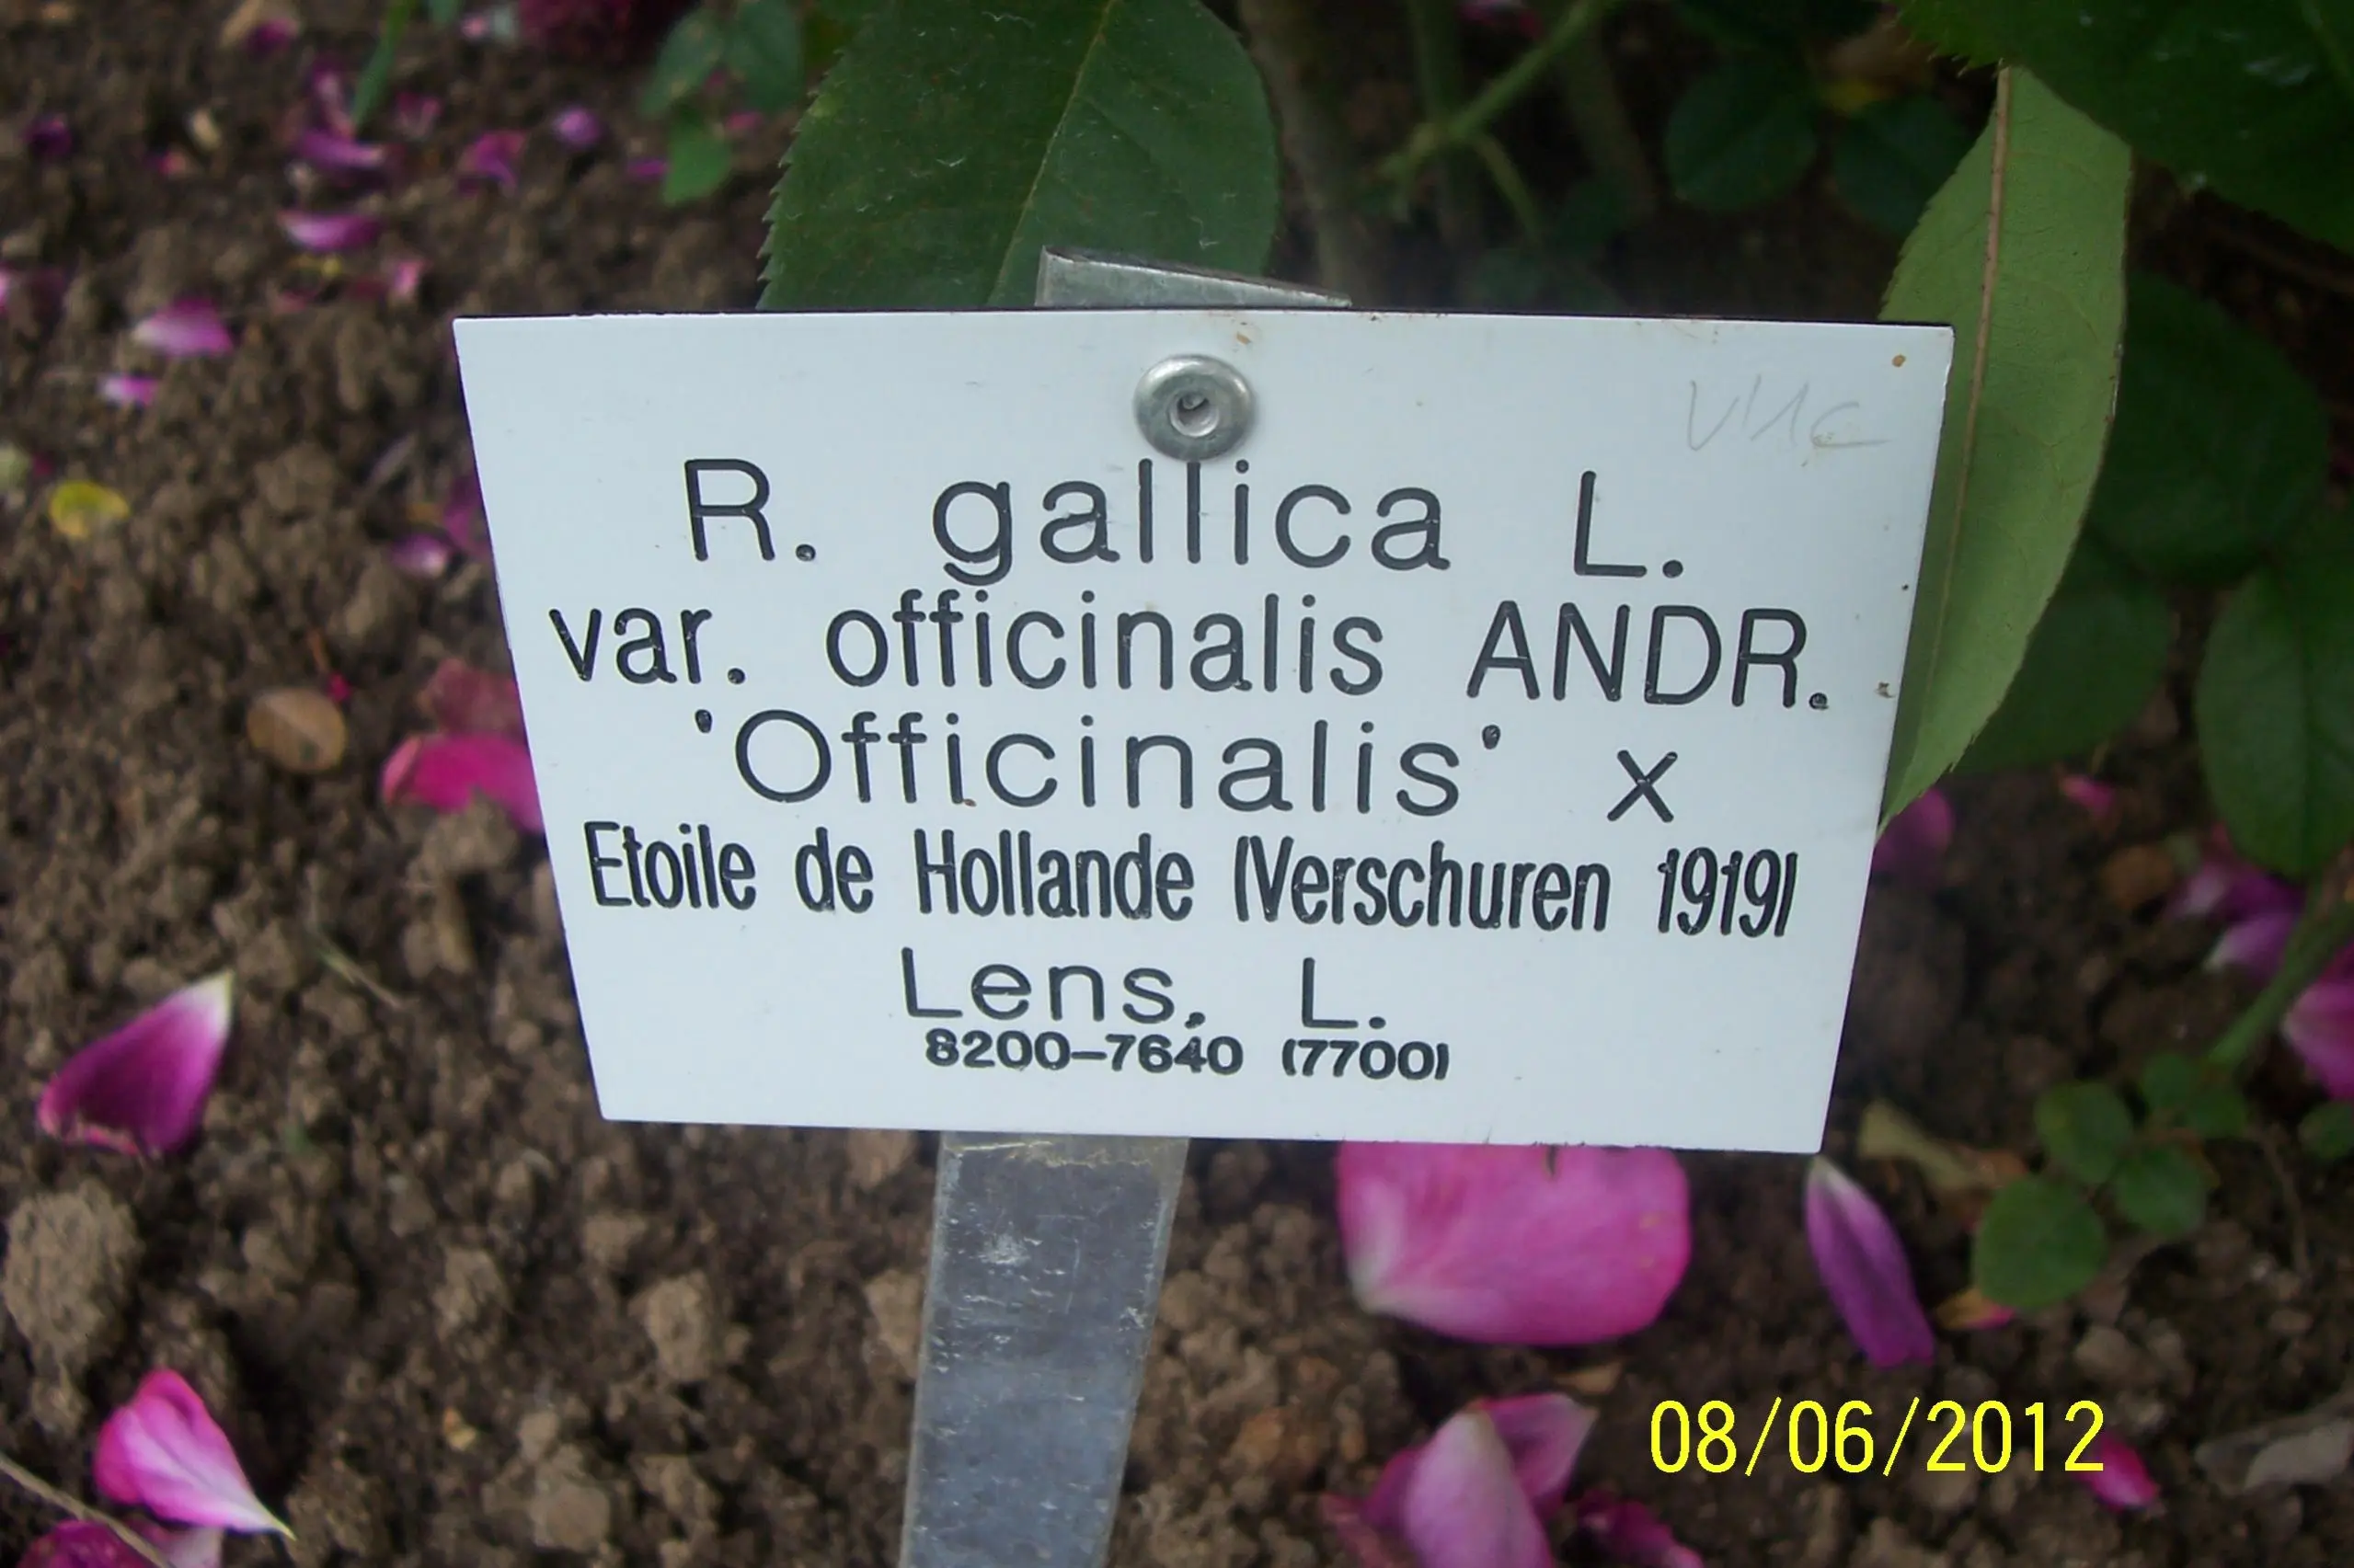 R. gallica L.
var. officinalis ANDR.
'Officinalis' x
Etoile de Hollande (Verschuren 1919)
Lens, L.
8200-7640 (7700)
08/06/2012